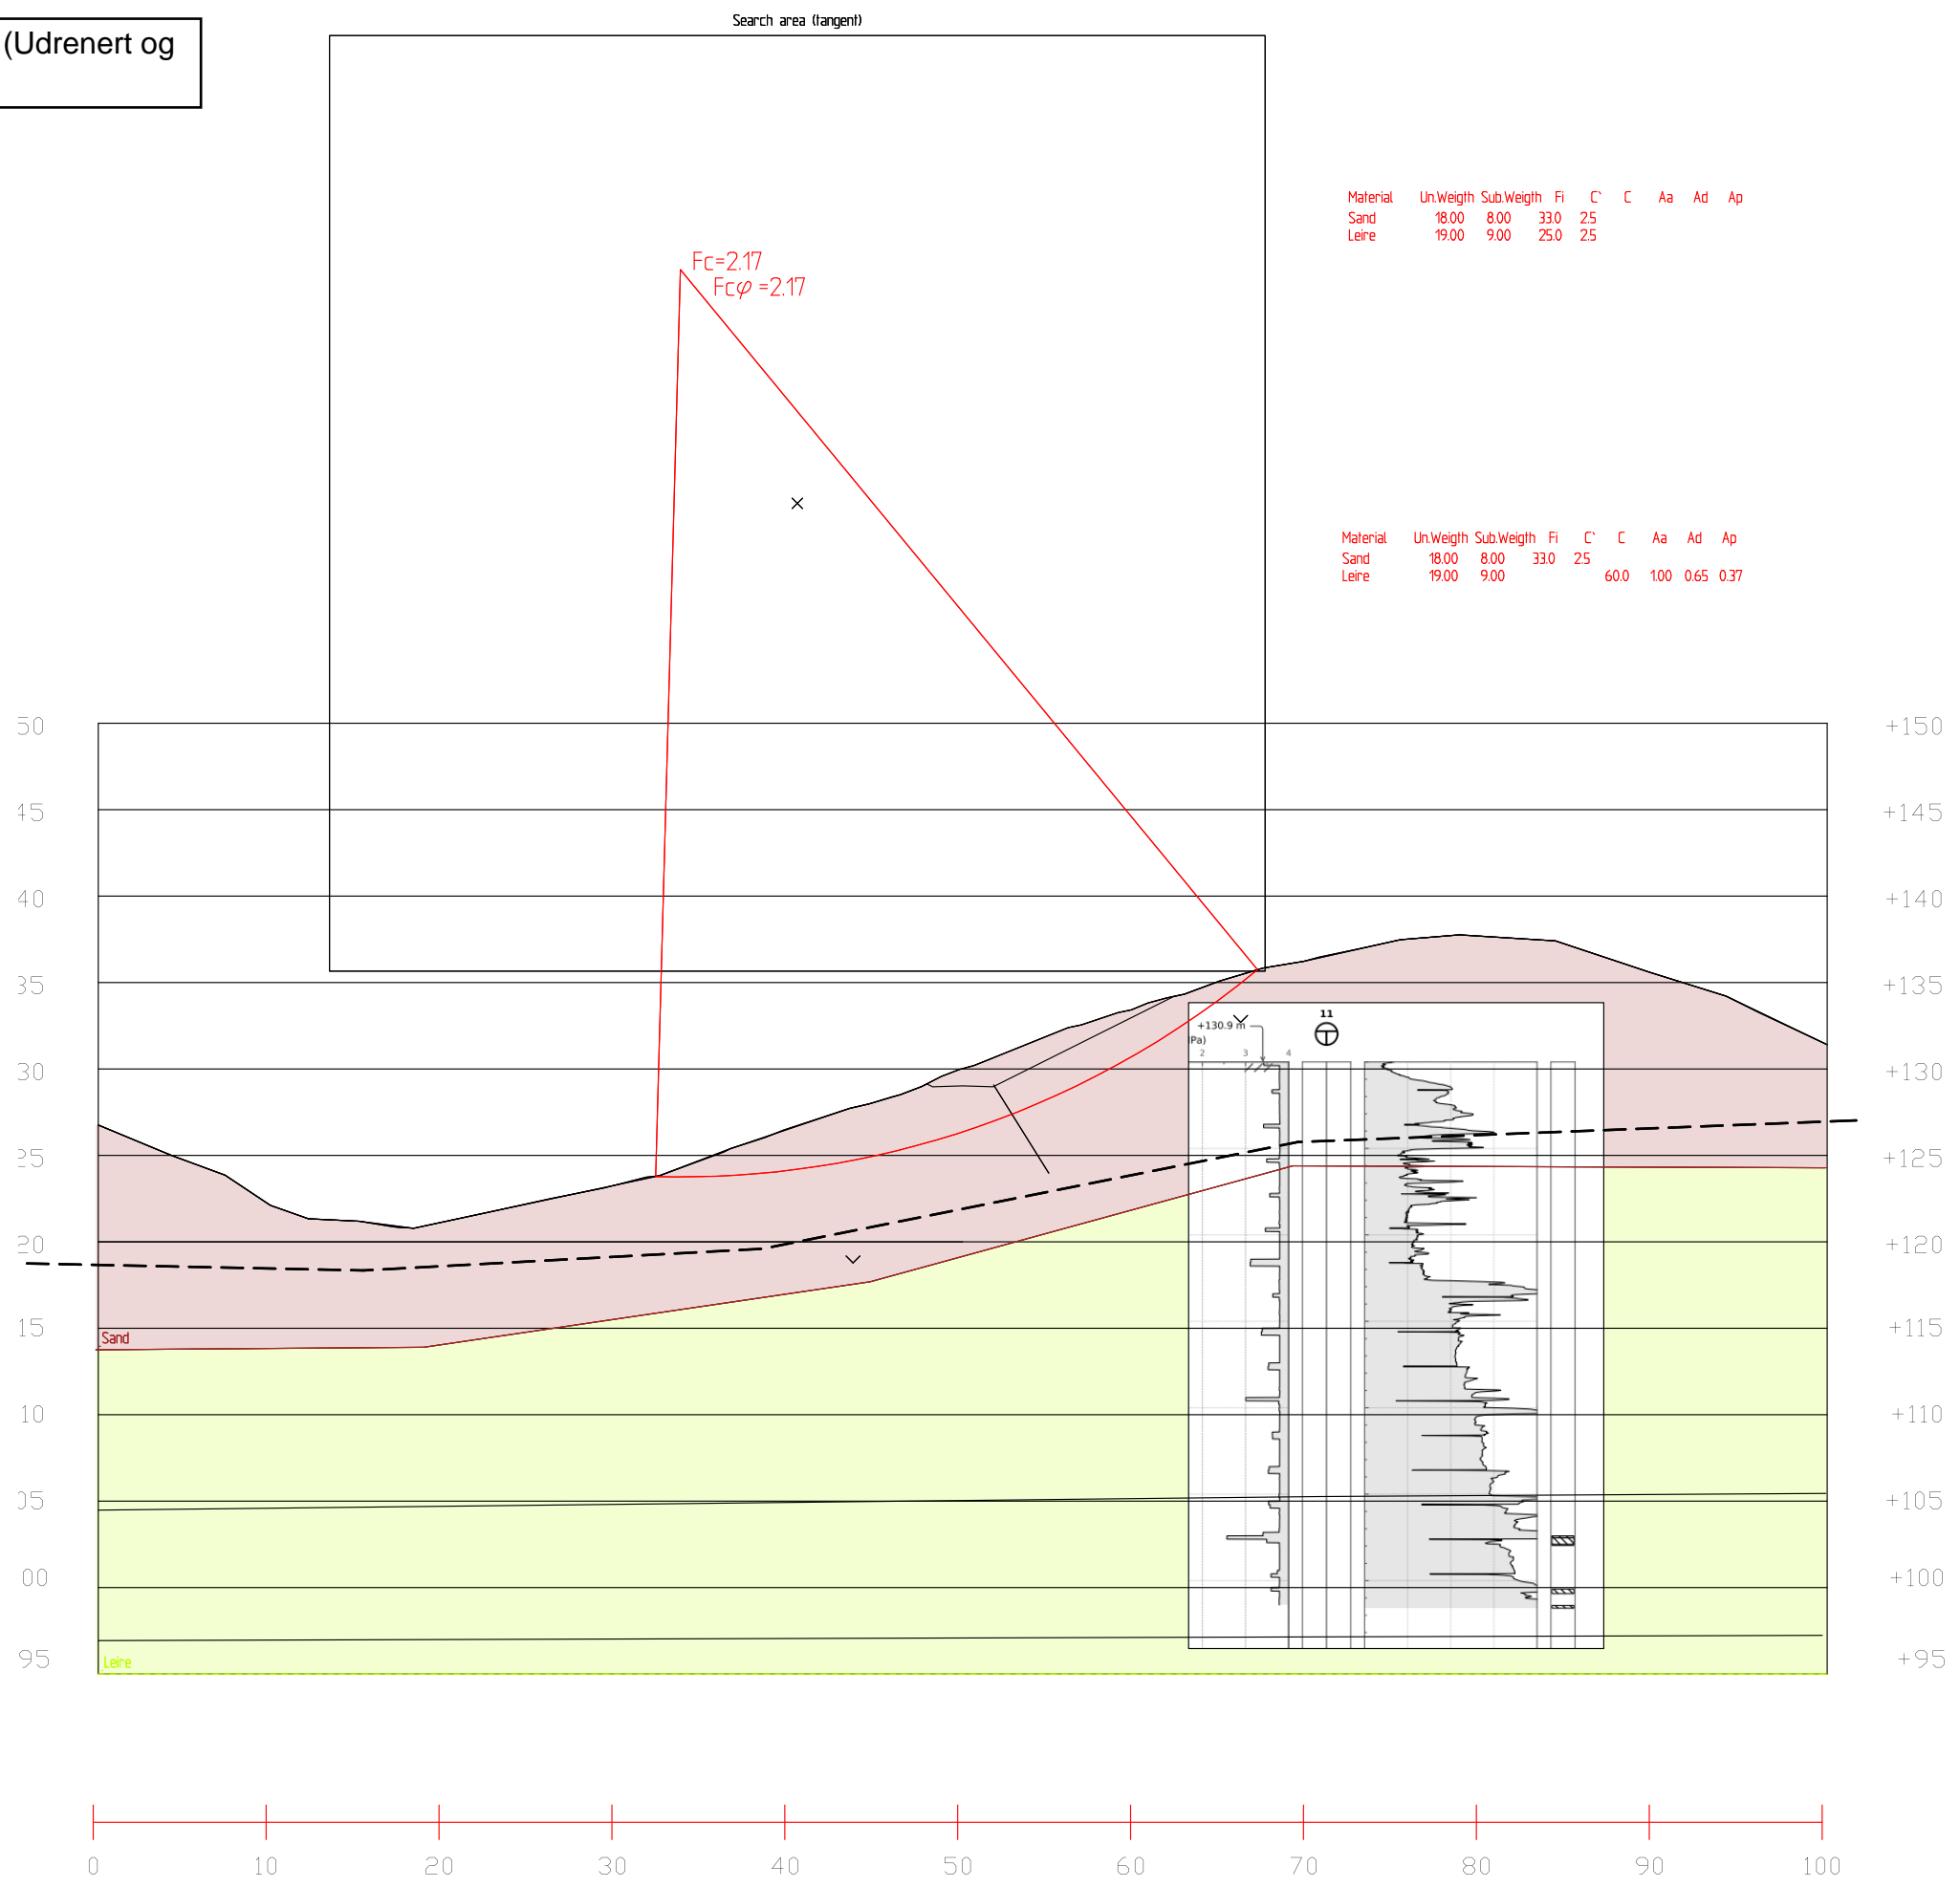 Search area (tangent)
(Udrenert og
Material Un.Weigth Sub.Weigth Fi C` C Aa Ad Ap
Sand 18.00 8.00 33.0 2.5
Leire 19.00 9.00 25.0 2.5
Fc=2.17
Fcφ =2.17
Material Un.Weigth Sub.Weigth Fi C` C Aa Ad Ap
Sand 18.00 8.00 33.0 2.5
Leire 19.00 9.00 60.0 1.00 0.65 0.37
50 +150
45 +145
40 +140
35 +135
11
+130.9 m
Pa)
2 3 4
30 +130
25 +125
20 +120
15 +115
Sand
10 +110
05 +105
00 +100
95 +95
Leire
0 10 20 30 40 50 60 70 80 90 100